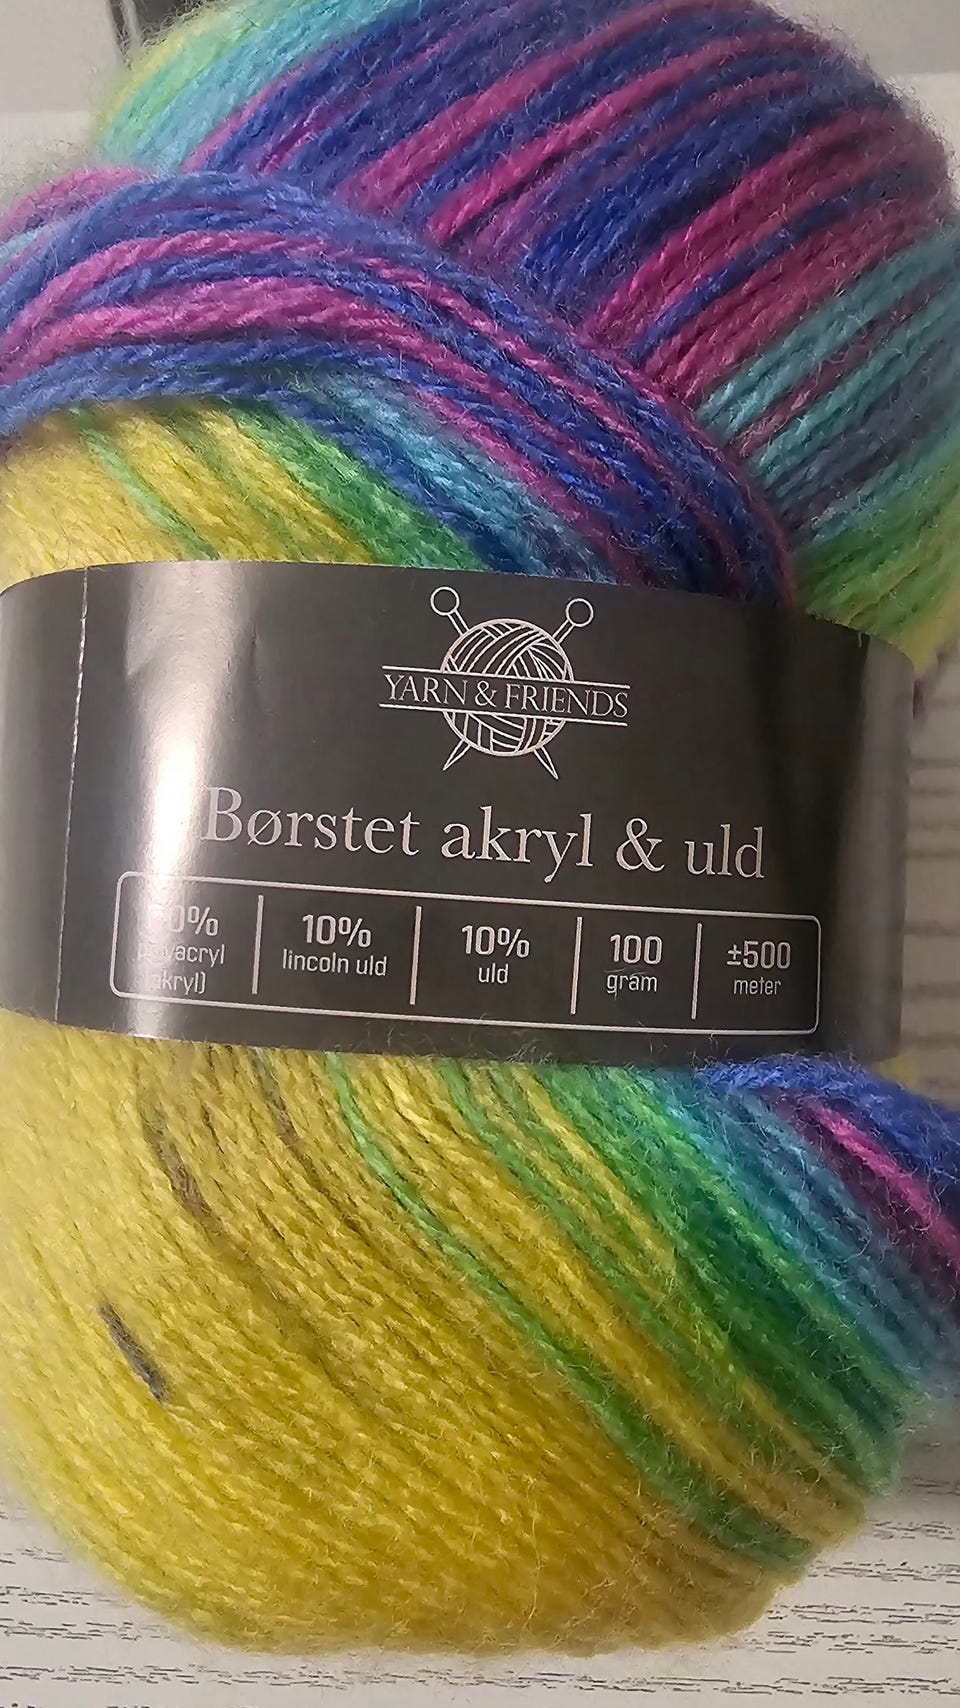 YARN & FRIENDS
Børstet akryl & uld
10%
lincoln uld
10%
uld
100
gram
±500
meter